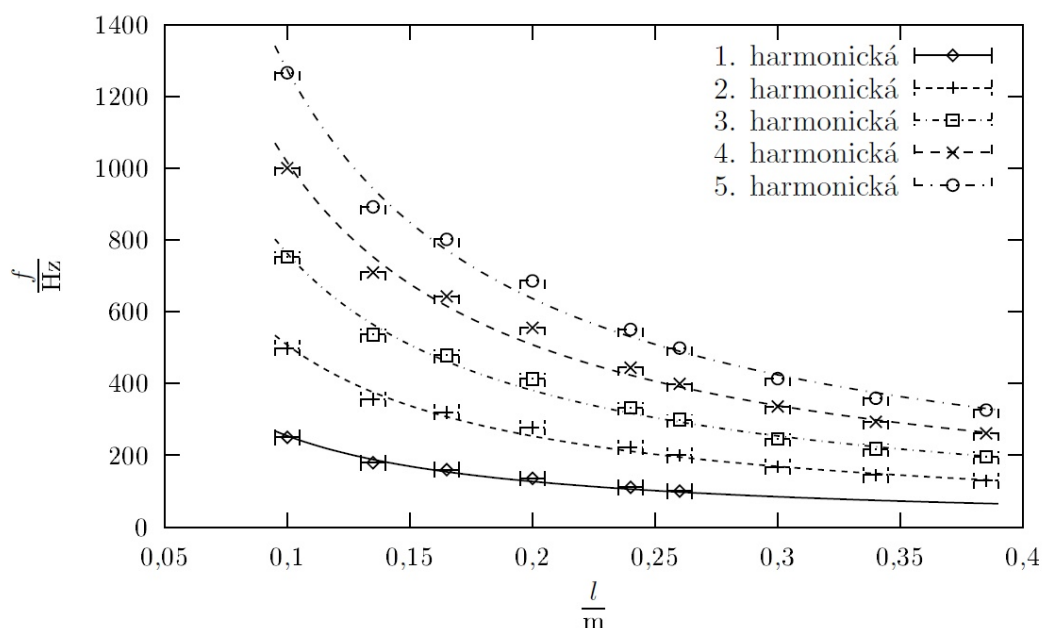 1400
1200
1000
800
600
400
200
0
f
Hz
0,05 0,1 0,15 0,2 0,25 0,3 0,35 0,4
l
m
1. harmonická
2. harmonická
3. harmonická
4. harmonická
5. harmonická